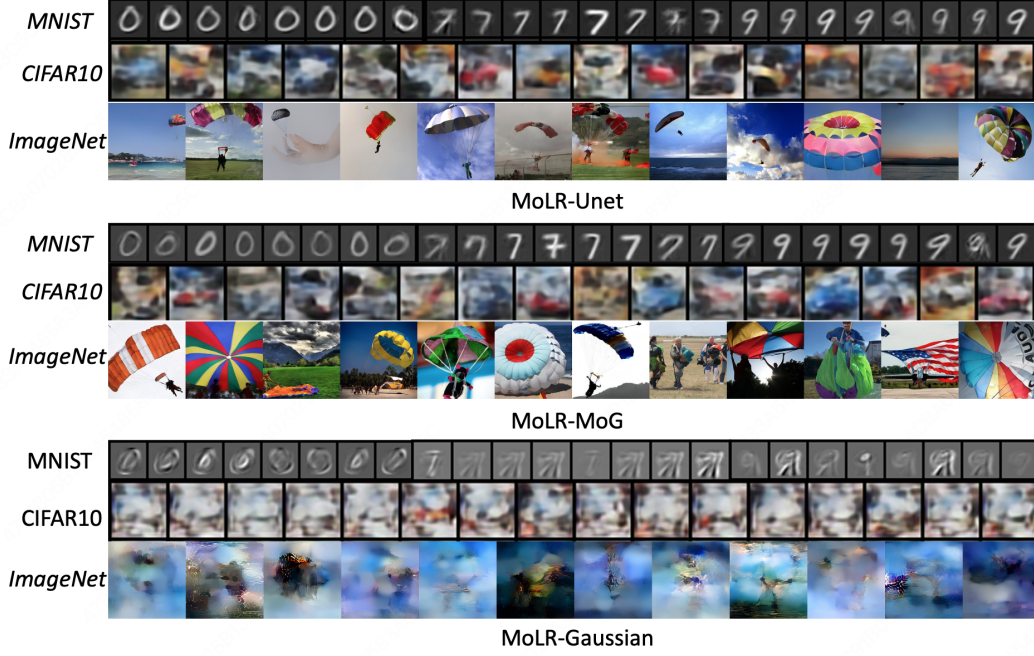 MNIST
CIFAR10
ImageNet
MoLR-Unet
MNIST
CIFAR10
ImageNet
MoLR-MoG
MNIST
CIFAR10
ImageNet
MoLR-Gaussian